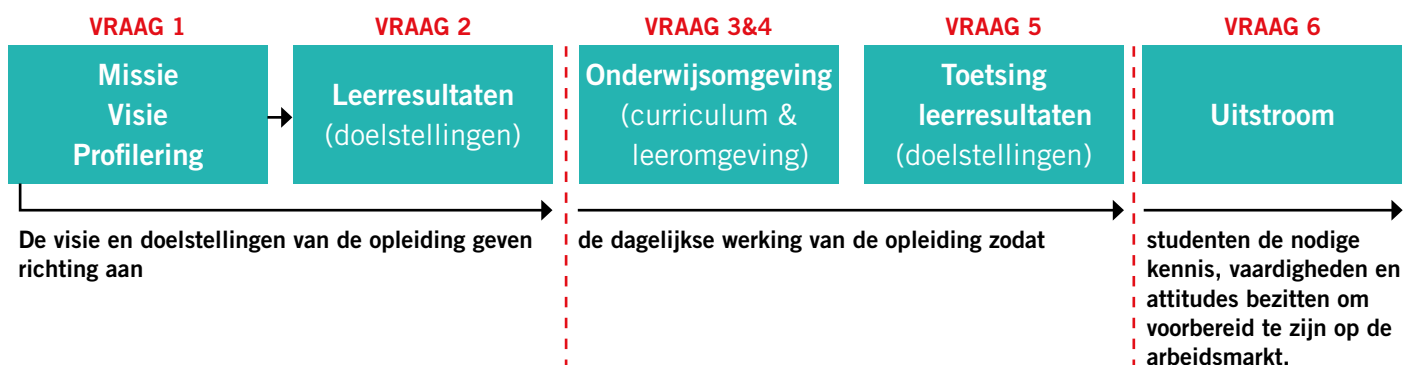 VRAAG 1
Missie
Visie
Profilering
VRAAG 2
Leerresultaten
(doelstellingen)
VRAAG 3&4
Onderwijsomgeving
(curriculum &
leeromgeving)
VRAAG 5
Toetsing
leerresultaten
(doelstellingen)
VRAAG 6
Uitstroom
De visie en doelstellingen van de opleiding geven
richting aan
de dagelijkse werking van de opleiding zodat
studenten de nodige
kennis, vaardigheden en
attitudes bezitten om
voorbereid te zijn op de
arbeidsmarkt.